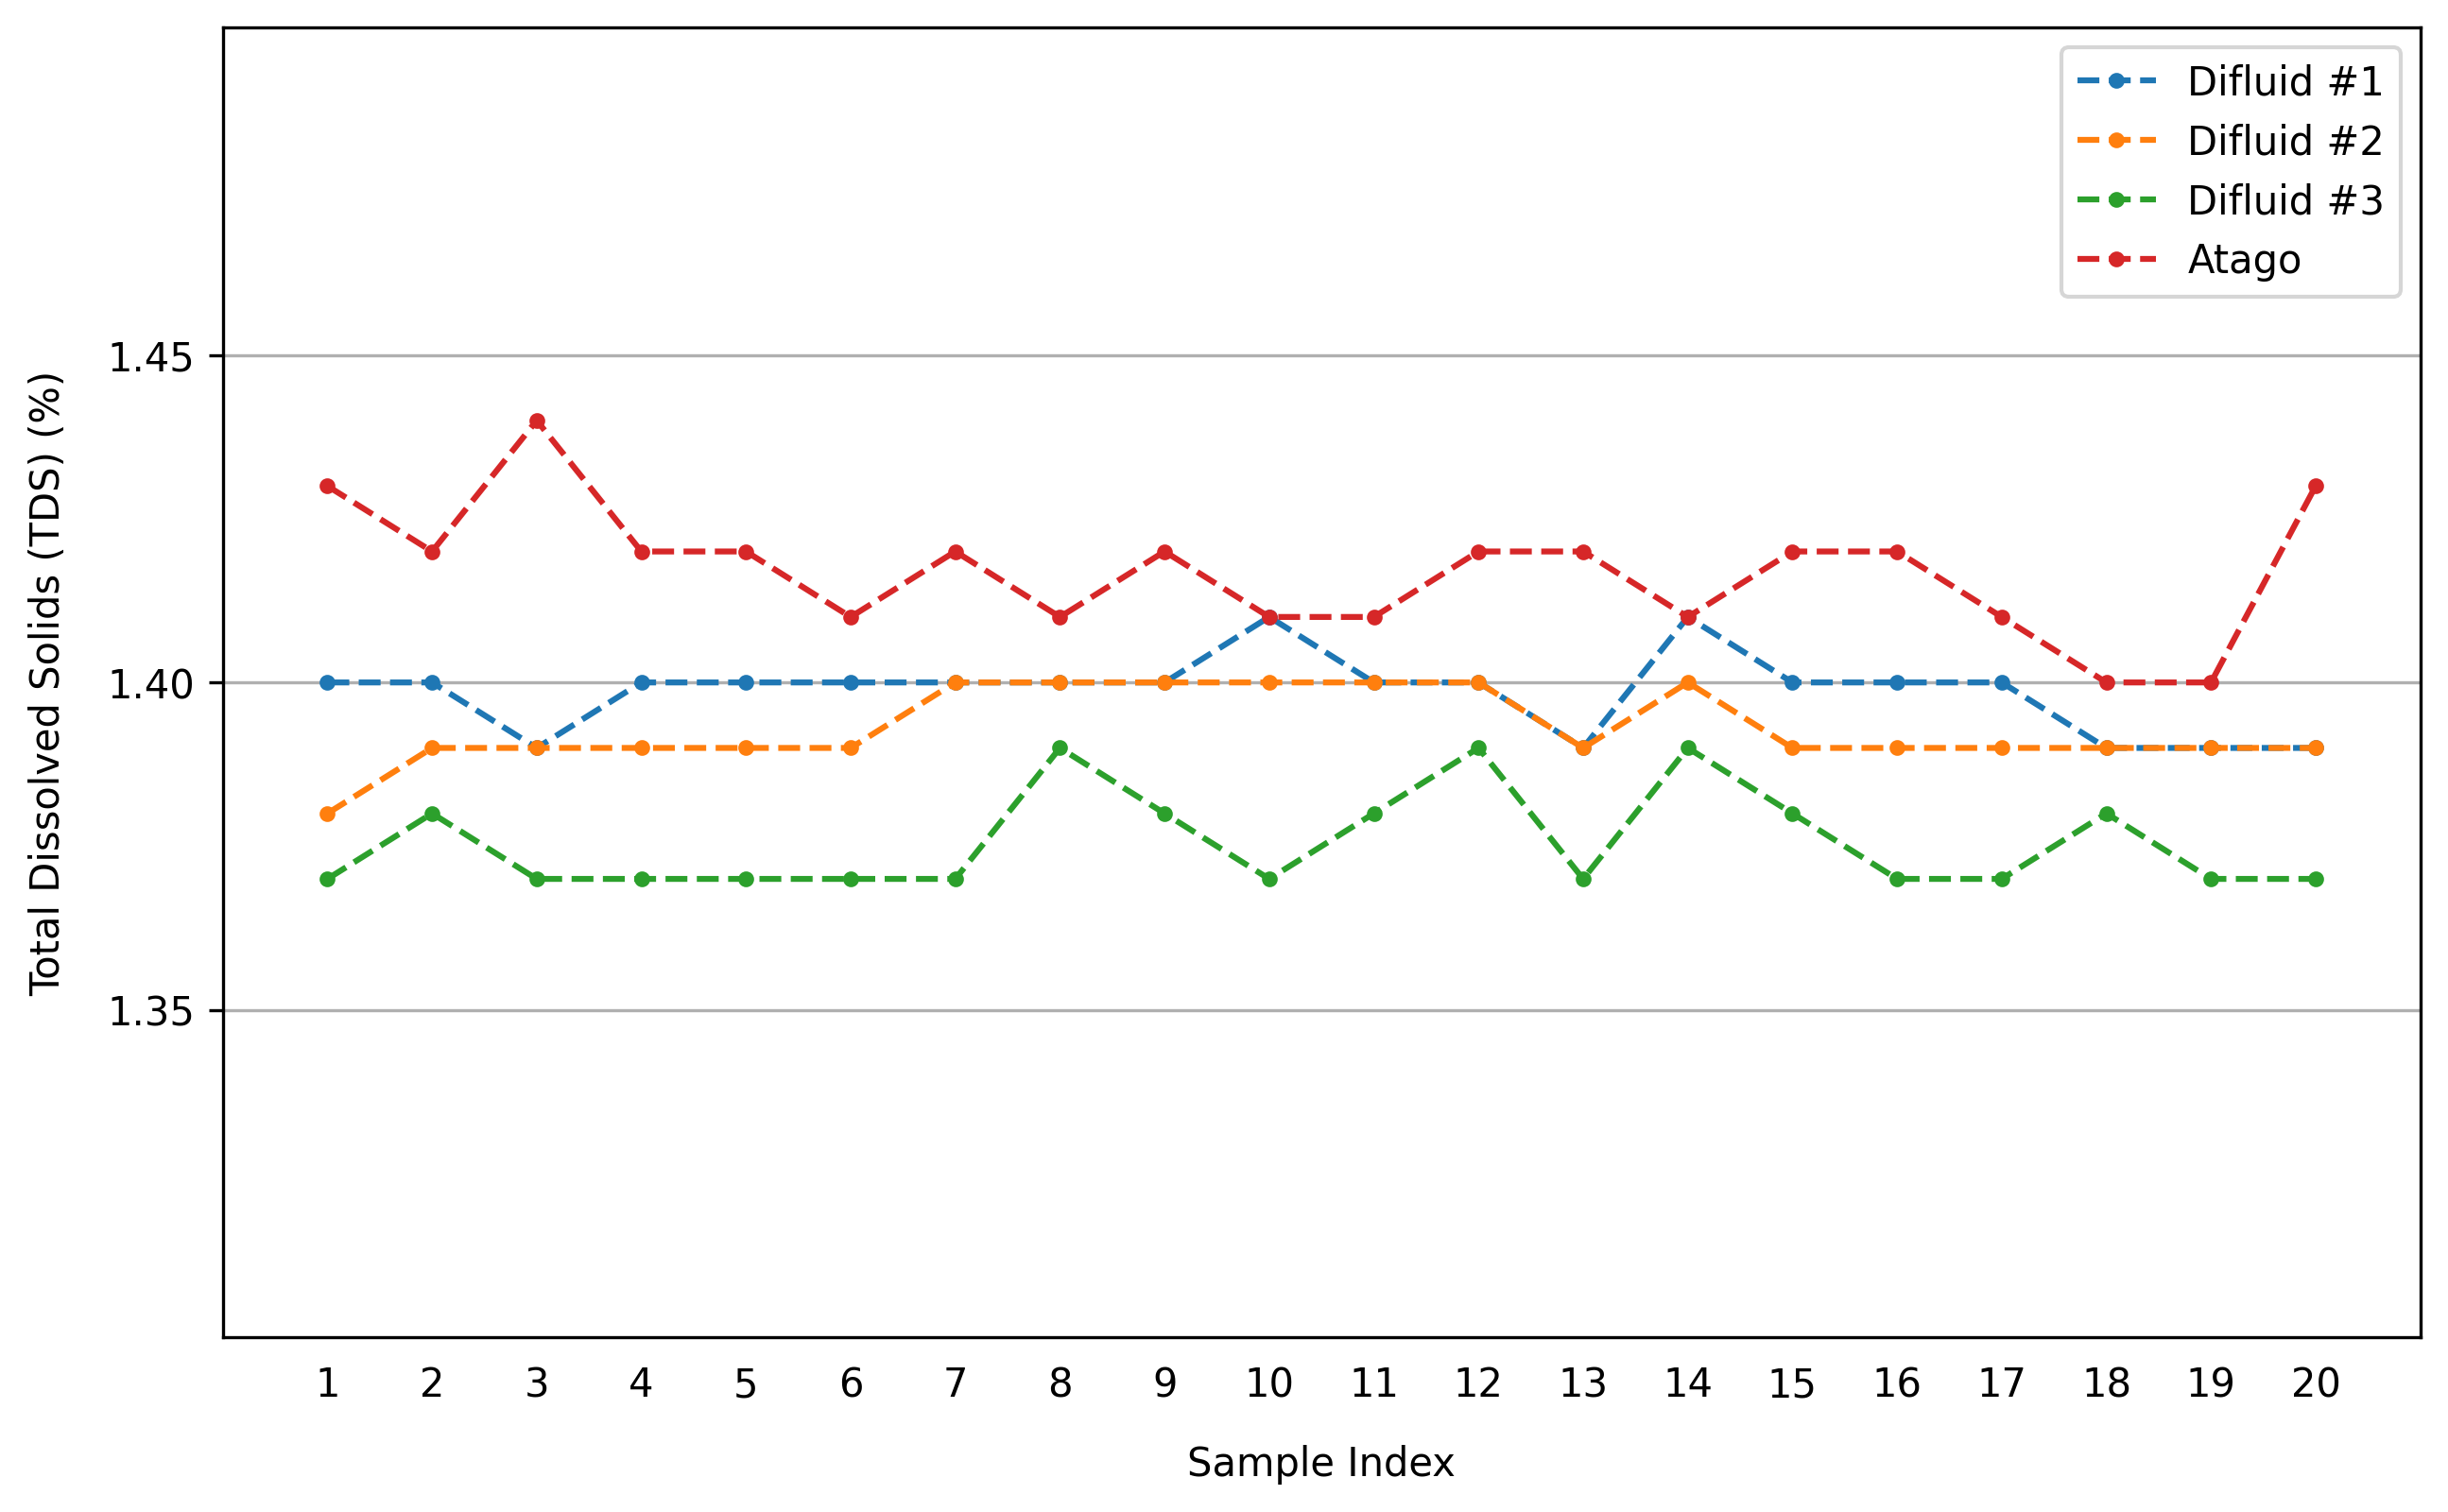 Difluid #1
Difluid #2
Difluid #3
Atago
Total Dissolved Solids (TDS) (%)
1.45
1.40
1.35
1 2 3 4 5 6 7 8 9 10 11 12 13 14 15 16 17 18 19 20
Sample Index